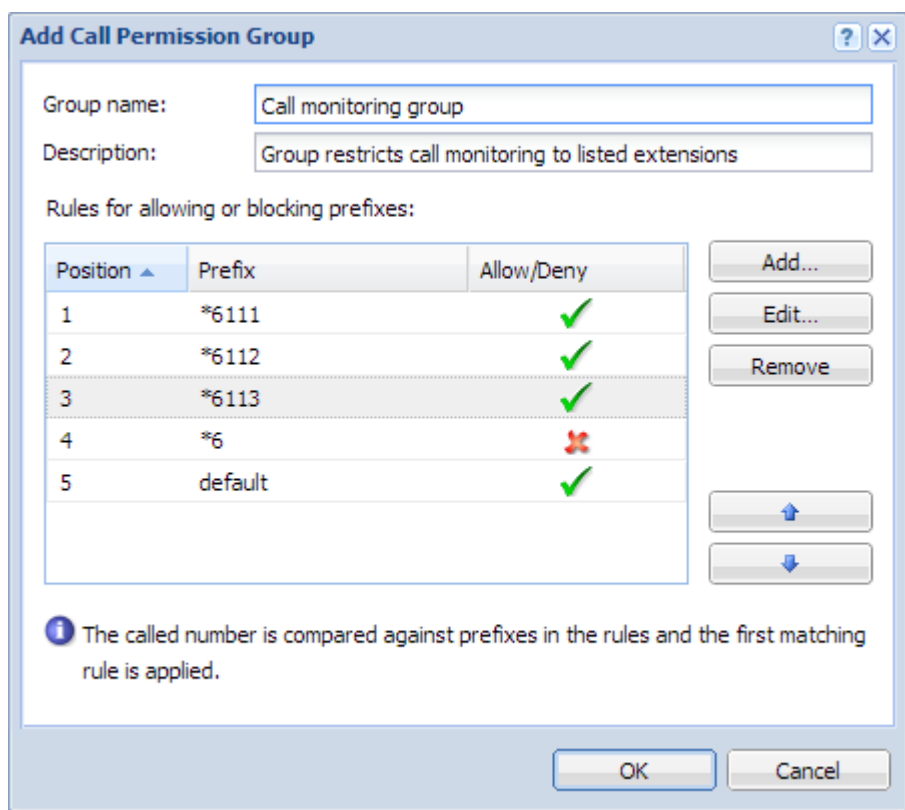 Add Call Permission Group
?
Group name: Call monitoring group
Description: Group restricts call monitoring to listed extensions
Rules for allowing or blocking prefixes:
Position Prefix Allow/Deny
1 *6111
2 *6112
3 *6113
4 *6
5 default
Add...
Edit...
Remove
i The called number is compared against prefixes in the rules and the first matching
rule is applied.
OK Cancel